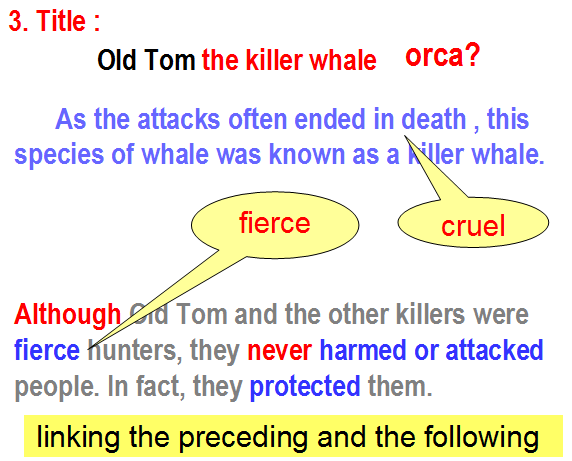 3. Title :
Old Tom the killer whale orca?
As the attacks often ended in death , this
species of whale was known as a killer whale.
fierce
cruel
Although Old Tom and the other killers were
fierce hunters, they never harmed or attacked
people. In fact, they protected them.
linking the preceding and the following